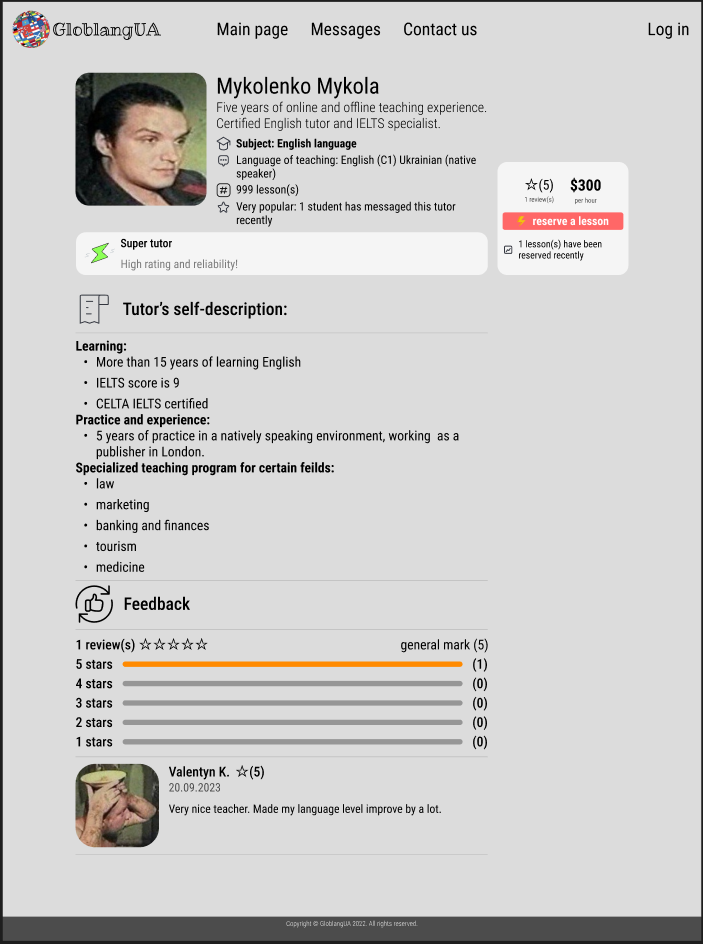 GloblangUA
Main page
Messages
Contact us
Log in
Mykolenko Mykola
Five years of online and offline teaching experience.
Certified English tutor and IELTS specialist.
Subject: English language
Language of teaching: English (C1) Ukrainian (native
speaker)
# 999 lesson(s)
Very popular: 1 student has messaged this tutor
recently
☆(5)
1 review(s)
$300
per hour
reserve a lesson
1 lesson(s) have been
reserved recently
Super tutor
High rating and reliability!
Tutor's self-description:
Learning:
• More than 15 years of learning English
• IELTS score is 9
• CELTA IELTS certified
Practice and experience:
• 5 years of practice in a natively speaking environment, working  as a
publisher in London.
Specialized teaching program for certain feilds:
• law
• marketing
• banking and finances
• tourism
• medicine
Feedback
1 review(s) ☆☆☆☆☆
general mark (5)
5 stars (1)
4 stars (0)
3 stars (0)
2 stars (0)
1 stars (0)
Valentyn K. ☆(5)
20.09.2023
Very nice teacher. Made my language level improve by a lot.
Copyright © GloblangUA 2022. All rights reserved.